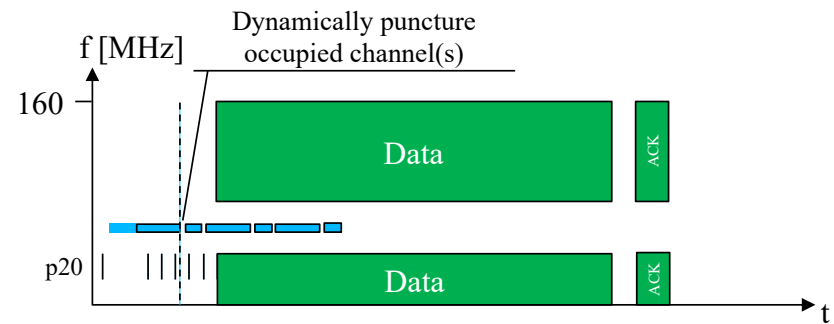 Dynamically puncture
occupied channel(s)
f [MHz]
160
Data
ACK
p20
Data
ACK
t